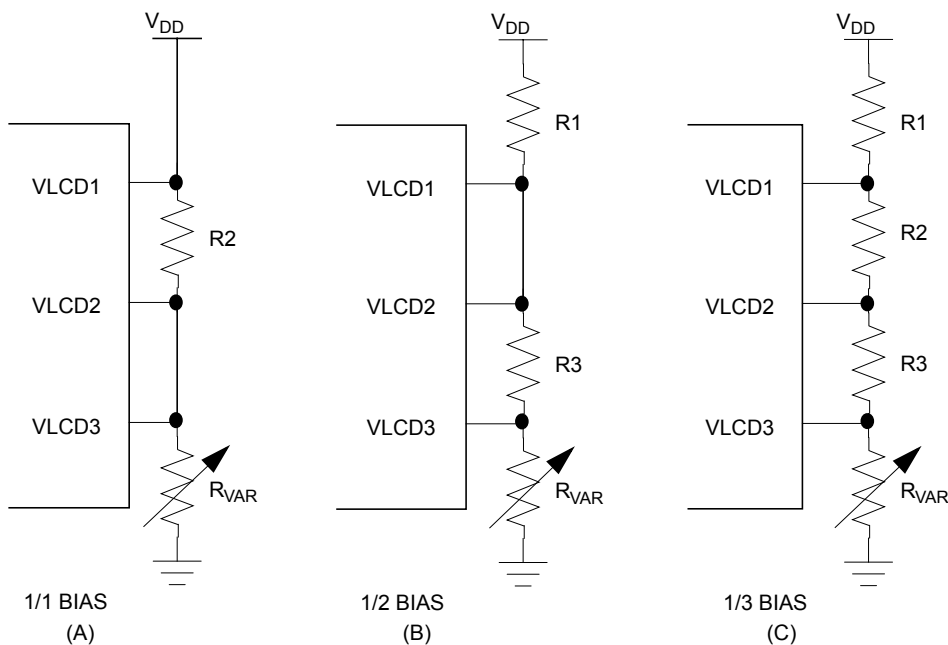 VDD
VLCD1
R2
VLCD2
VLCD3
RVAR
1/1 BIAS
(A)
VDD
R1
VLCD1
VLCD2
R3
VLCD3
RVAR
1/2 BIAS
(B)
VDD
R1
VLCD1
R2
VLCD2
R3
VLCD3
RVAR
1/3 BIAS
(C)